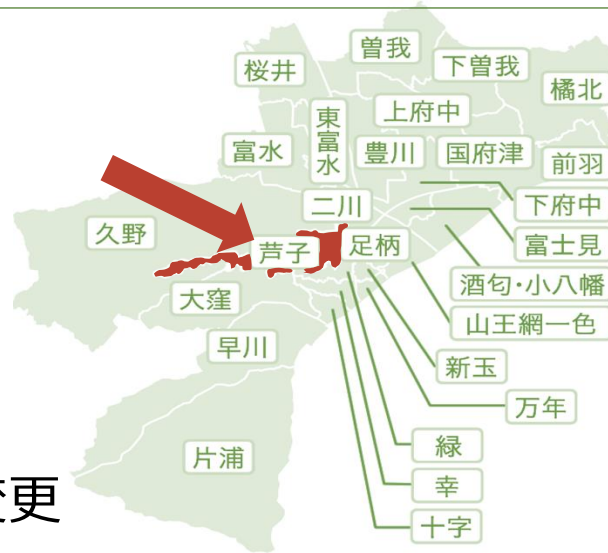 曽我
下曽我
桜井
橘北
上府中
東富水
富水
豊川
国府津
前羽
二川
下府中
久野
芦子
足柄
富士見
酒匂・小八幡
大窪
山王網一色
早川
新玉
万年
片浦
緑
更
幸
十字